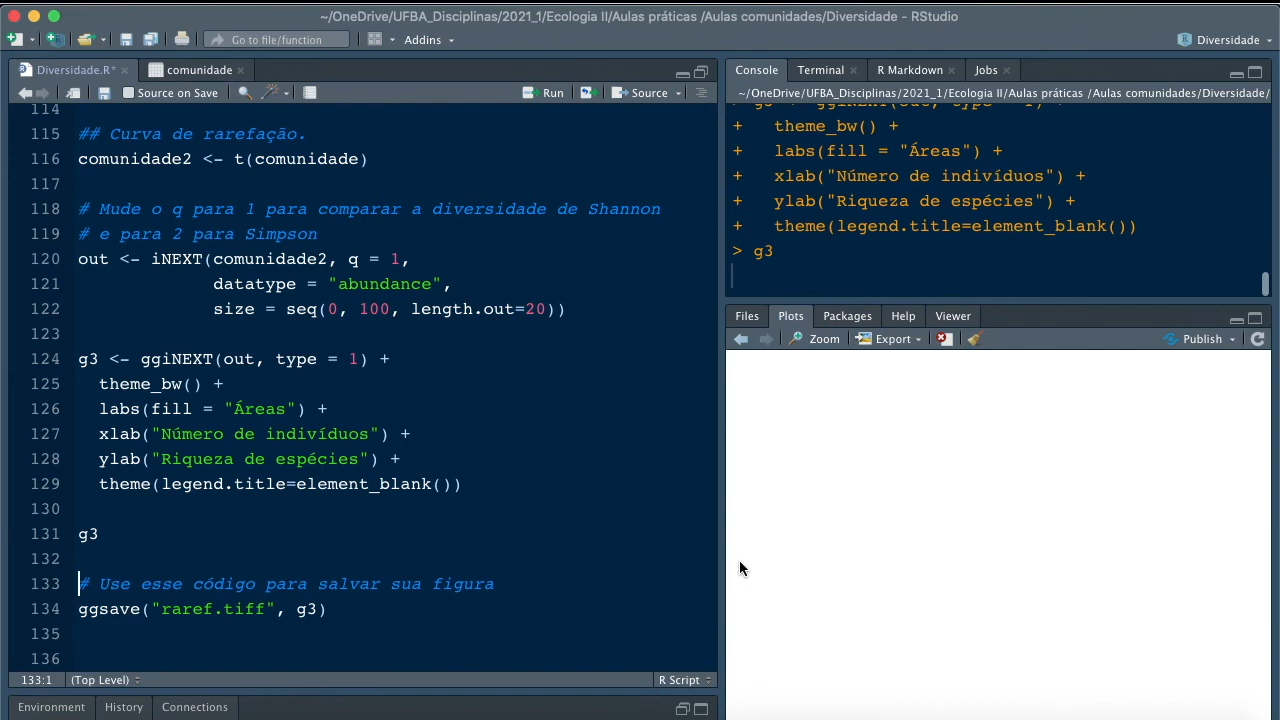 ~/OneDrive/UFBA_Disciplinas/2021_1/Ecologia II/Aulas práticas /Aulas comunidades/Diversidade - RStudio
Go to file/function
Addins
Diversidade
Diversidade.R*
comunidade
Source on Save
Run
Source
114
115 ## Curva de rarefação.
116 comunidade2 <- t(comunidade)
117
118 # Mude o q para 1 para comparar a diversidade de Shannon
119 # e para 2 para Simpson
120 out <- iNEXT(comunidade2, q = 1,
121 datatype = "abundance",
122 size = seq(0, 100, length.out=20))
123
124 g3 <- ggiNEXT(out, type = 1) +
125 theme_bw() +
126 labs(fill = "Áreas") +
127 xlab("Número de indivíduos") +
128 ylab("Riqueza de espécies") +
129 theme(legend.title=element_blank())
130
131 g3
132
133 # Use esse código para salvar sua figura
134 ggsave("raref.tiff", g3)
135
136
133:1 (Top Level)
R Script
Environment History Connections
Console Terminal R Markdown Jobs
~/OneDrive/UFBA_Disciplinas/2021_1/Ecologia II/Aulas práticas /Aulas comunidades/Diversidade/
> g3 <- ggiNEXT(out, type = 1) +
+ theme_bw() +
+ labs(fill = "Áreas") +
+ xlab("Número de indivíduos") +
+ ylab("Riqueza de espécies") +
+ theme(legend.title=element_blank())
> g3
Files Plots Packages Help Viewer
Zoom Export Publish